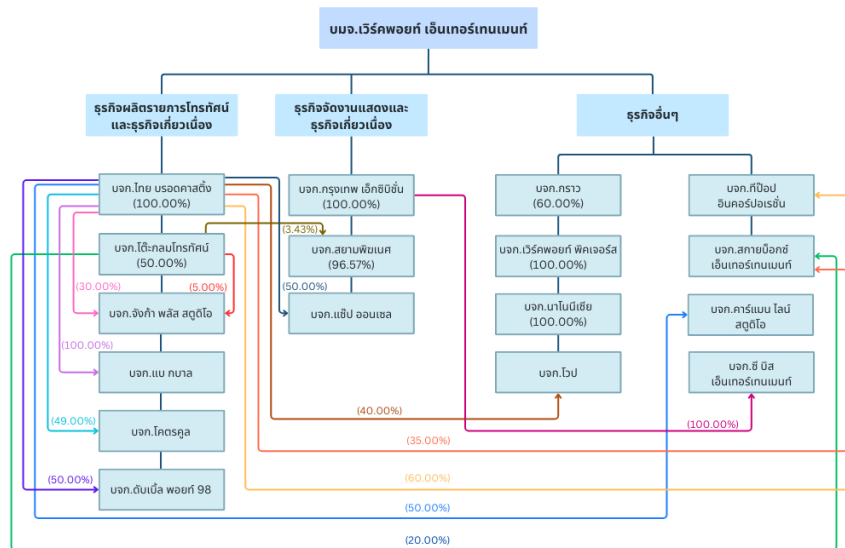 บมจ.เวิร์คพอยท์ เอ็นเทอร์เทนเมนท์
ธุรกิจผลิตรายการโทรทัศน์
และธุรกิจเกี่ยวเนื่อง
ธุรกิจจัดงานแสดงและ
ธุรกิจเกี่ยวเนื่อง
ธุรกิจอื่นๆ
บจก.ไทย บรอดคาสติ้ง
(100.00%)
บจก.กรุงเทพ เอ็กซิบิชั่น
(100.00%)
บจก.กราว
(60.00%)
บจก.ทีป๊อป
อินคอร์ปอเรชั่น
(3.43%)
บจก.โต๊ะกลมโทรทัศน์
(50.00%)
บจก.สยามพิฆเนศ
(96.57%)
บจก.เวิร์คพอยท์ พิคเจอร์ส
(100.00%)
บจก.สกายบ็อกซ์
เอ็นเทอร์เทนเมนท์
(30.00%)
(5.00%)
(50.00%)
บจก.จังก้า พลัส สตูดิโอ
บจก.แช๊ป ออนเซล
บจก.นาโนนีเซีย
(100.00%)
บจก.คาร์แมน ไลน์
สตูดิโอ
(100.00%)
บจก.แบ กบาล
บจก.โวป
บจก.ซี มิส
เอ็นเทอร์เทนเมนท์
(40.00%)
(49.00%)
บจก.โคตรคูล
(100.00%)
(35.00%)
(50.00%)
บจก.ดับเบิ้ล พอยท์ 98
(60.00%)
(50.00%)
(20.00%)